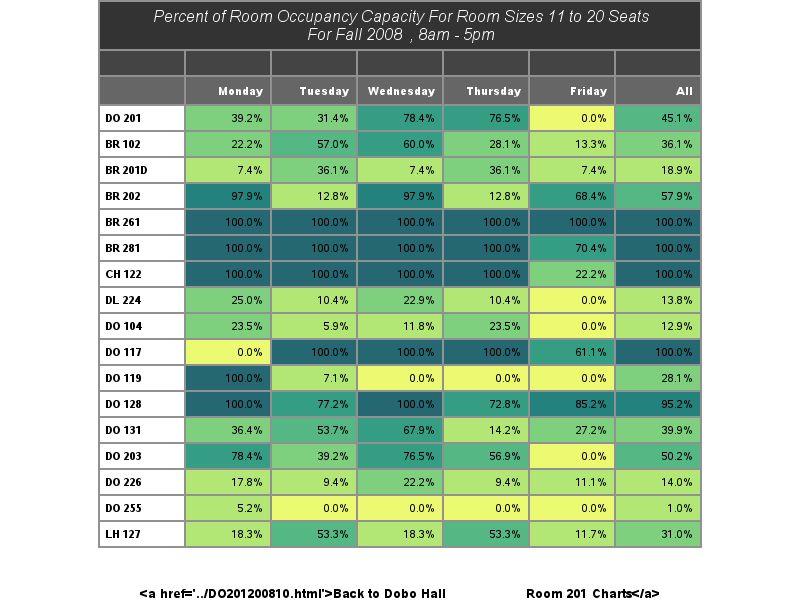 Percent of Room Occupancy Capacity For Room Sizes 11 to 20 Seats
For Fall 2008 , 8am - 5pm
Monday Tuesday Wednesday Thursday Friday All
DO 201 39.2% 31.4% 78.4% 76.5% 0.0% 45.1%
BR 102 22.2% 57.0% 60.0% 28.1% 13.3% 36.1%
BR 201D 7.4% 36.1% 7.4% 36.1% 7.4% 18.9%
BR 202 97.9% 12.8% 97.9% 12.8% 68.4% 57.9%
BR 261 100.0% 100.0% 100.0% 100.0% 100.0% 100.0%
BR 281 100.0% 100.0% 100.0% 100.0% 70.4% 100.0%
CH 122 100.0% 100.0% 100.0% 100.0% 22.2% 100.0%
DL 224 25.0% 10.4% 22.9% 10.4% 0.0% 13.8%
DO 104 23.5% 5.9% 11.8% 23.5% 0.0% 12.9%
DO 117 0.0% 100.0% 100.0% 100.0% 61.1% 100.0%
DO 119 100.0% 7.1% 0.0% 0.0% 0.0% 28.1%
DO 128 100.0% 77.2% 100.0% 72.8% 85.2% 95.2%
DO 131 36.4% 53.7% 67.9% 14.2% 27.2% 39.9%
DO 203 78.4% 39.2% 76.5% 56.9% 0.0% 50.2%
DO 226 17.8% 9.4% 22.2% 9.4% 11.1% 14.0%
DO 255 5.2% 0.0% 0.0% 0.0% 0.0% 1.0%
LH 127 18.3% 53.3% 18.3% 53.3% 11.7% 31.0%
<a href='../DO201200810.html'>Back to Dobo Hall Room 201 Charts</a>